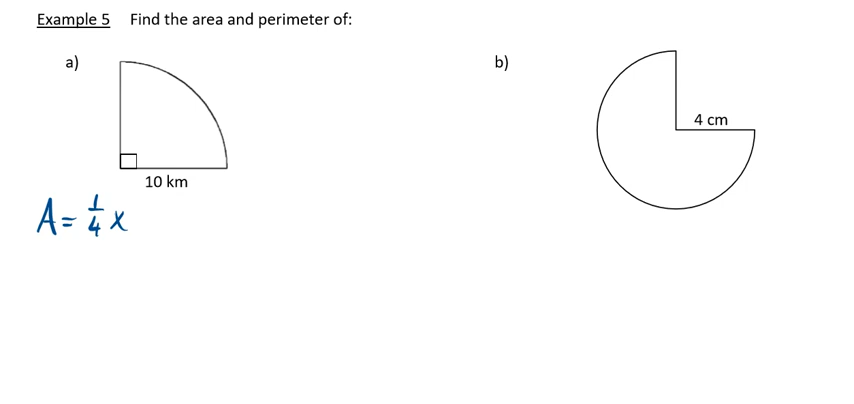 Example 5 Find the area and perimeter of:
a)
b)
4 cm
10 km
A = 1/4 x